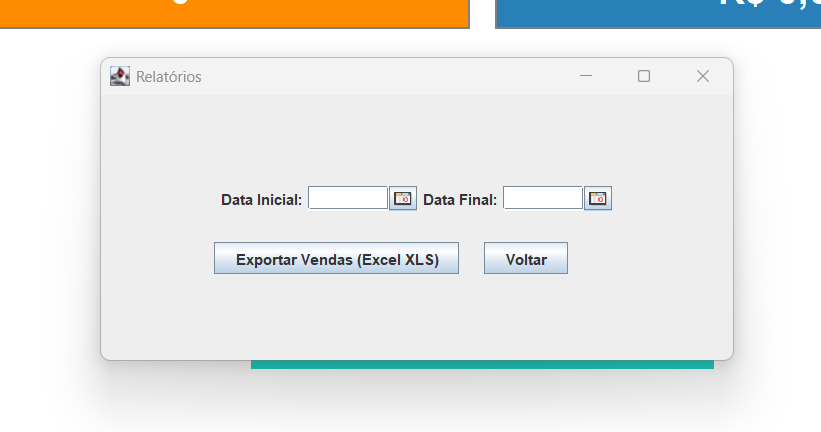 Relatórios
Data Inicial: Data Final:
Exportar Vendas (Excel XLS) Voltar